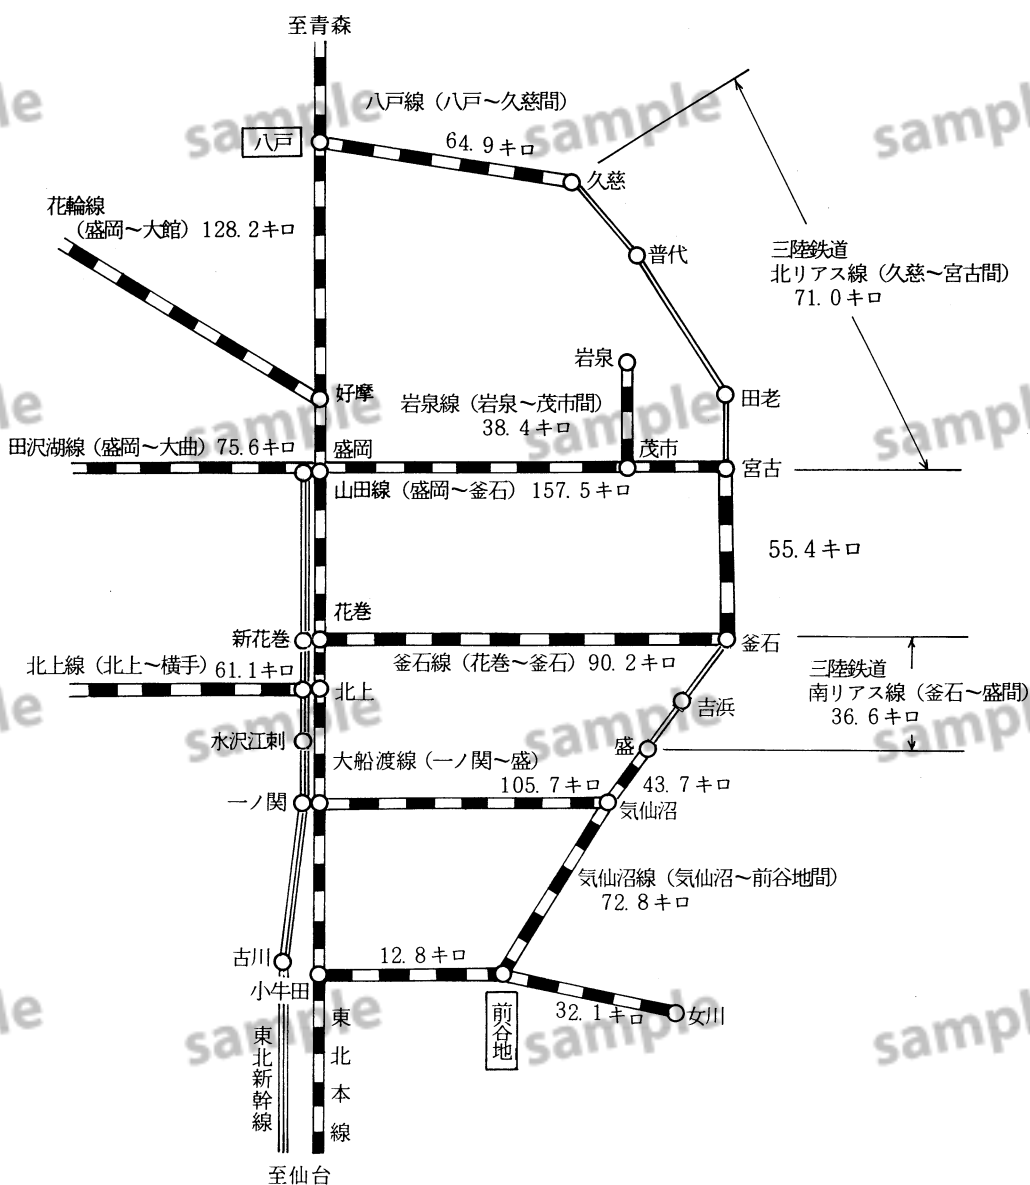 至青森
八戸線（八戸～久慈間）
64.9キロ
八戸
久慈
花輪線
（盛岡～大館）128.2キロ
普代
三陸鉄道
北リアス線（久慈～宮古間）
71.0キロ
岩泉
好摩
岩泉線（岩泉～茂市間）
38.4キロ
田老
田沢湖線（盛岡～大曲）75.6キロ
盛岡
茂市
宮古
山田線（盛岡～釜石）157.5キロ
55.4キロ
花巻
新花巻
釜石
釜石線（花巻～釜石）90.2キロ
北上線（北上～横手）61.1キロ
三陸鉄道
南リアス線（釜石～盛間）
36.6キロ
北上
吉浜
水沢江刺
盛
大船渡線（一ノ関～盛）
105.7キロ
43.7キロ
一ノ関
気仙沼
気仙沼線（気仙沼～前谷地間）
72.8キロ
古川
12.8キロ
小牛田
前谷地
32.1キロ
女川
東北新幹線
東北本線
至仙台
sample
sample
sample
sample
sample
sample
sample
sample
sample
sample
sample
sample